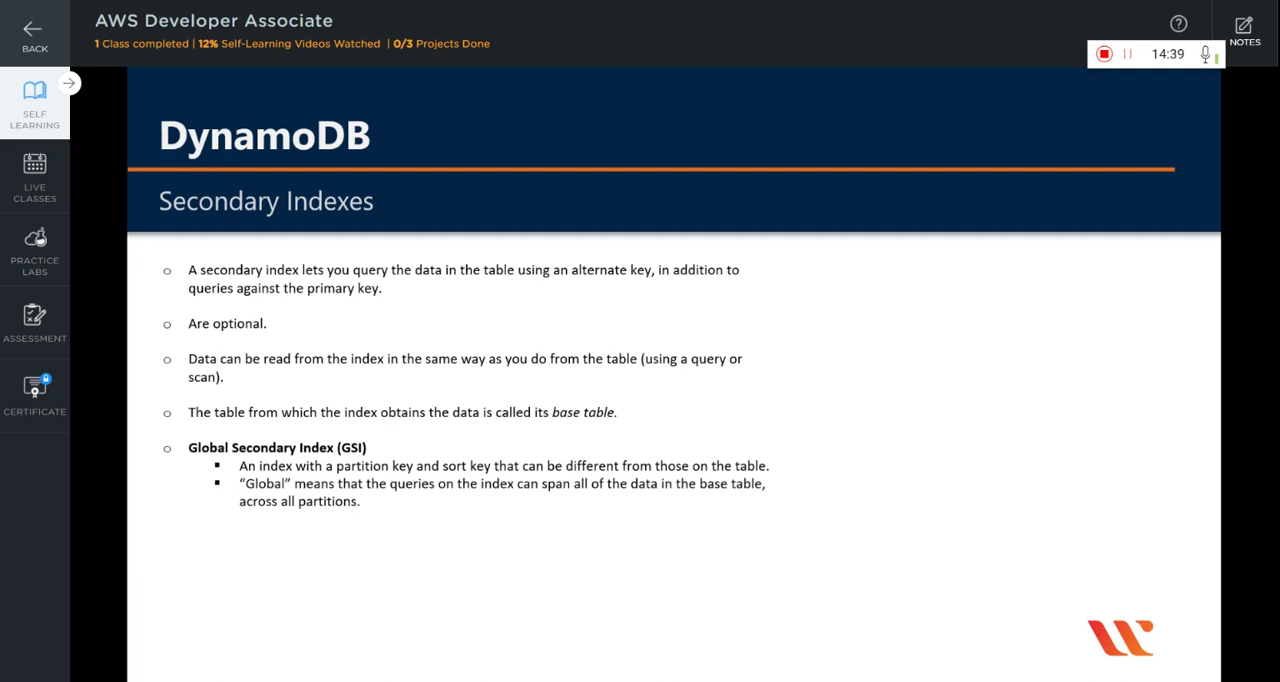 AWS Developer Associate
1 Class completed | 12% Self-Learning Videos Watched | 0/3 Projects Done
BACK
NOTES
14:39
SELF
LEARNING
LIVE
CLASSES
PRACTICE
LABS
ASSESSMENT
CERTIFICATE
DynamoDB
Secondary Indexes
A secondary index lets you query the data in the table using an alternate key, in addition to
queries against the primary key.
Are optional.
Data can be read from the index in the same way as you do from the table (using a query or
scan).
The table from which the index obtains the data is called its base table.
Global Secondary Index (GSI)
An index with a partition key and sort key that can be different from those on the table.
“Global” means that the queries on the index can span all of the data in the base table,
across all partitions.